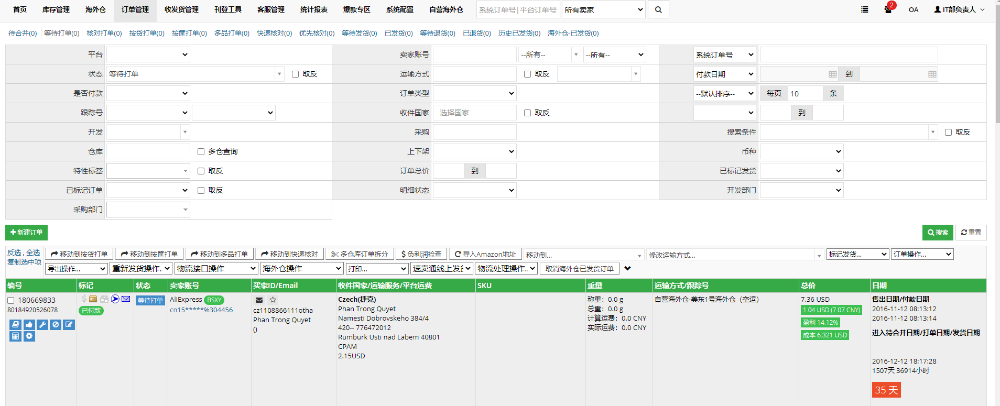 首页 库存管理 海外仓 订单管理 收发货管理 刊登工具 客服管理 统计报表 爆款专区 系统配置 自营海外仓 系统订单号|平台订单号 所有卖家 2 OA IT部负责人
待合并(0) 等待打单(0) 核对打单(0) 按货打单(0) 按筐打单(0) 多品打单(0) 快速核对(0) 优先核对(0) 等待发货(0) 已发货(0) 等待退货(0) 已退货(0) 历史已发货(0) 海外仓-已发货(0)
平台 卖家账号 --所有-- --所有-- 系统订单号
状态 等待打单 取反 运输方式 取反 付款日期 到
是否付款 订单类型 --默认排序-- 每页 10 条
跟踪号 收件国家 选择国家 取反 到
开发 采购 搜索条件 取反
仓库 多仓查询 上下架 币种
特性标签 取反 订单总价 到 已标记发货
已标记订单 取反 明细状态 开发部门
采购部门
新建订单 搜索 重置
反选 , 全选 移动到按货打单 移动到按筐打单 移动到多品打单 移动到快速核对 多仓库订单拆分 $ 负利润检查 导入Amazon地址 移动到... 修改运输方式... 标记发货... 订单操作...
复制选中项 导出操作... 重新发货操作.. 物流接口操作 海外仓操作 打印... 速卖通线上发货 物流处理操作.. 取消海外仓已发货订单
编号 标记 状态 卖家账号 买家ID/Email 收件国家/运输服务/平台运费 SKU 重量 运输方式/跟踪号 总价 日期
180669833
80184920526078
$
已付款
等待打单
AliExpress BSXY
cn15*****%304456
cz1108866111otha
Phan Trong Quyet
()
Czech(捷克)
Phan Trong Quyet
Namesti Dobrovskeho 384/4
420-- 776472012
Rumburk Usti nad Labem 40801
CPAM
2.15USD
称重：0.0 g
总重：0.0 g
计算运费：0.0 CNY
实际运费：0.0 CNY
自营海外仓-美东1号海外仓（空运）
7.36 USD
1.04 USD (7.07 CNY)
盈利 14.12%
成本 6.321 USD
售出日期/付款日期
2016-11-12 08:13:12
2016-11-12 08:13:14
进入待合并日期/打单日期/发货日期
2016-12-12 18:17:28
1507天 36914小时
35 天